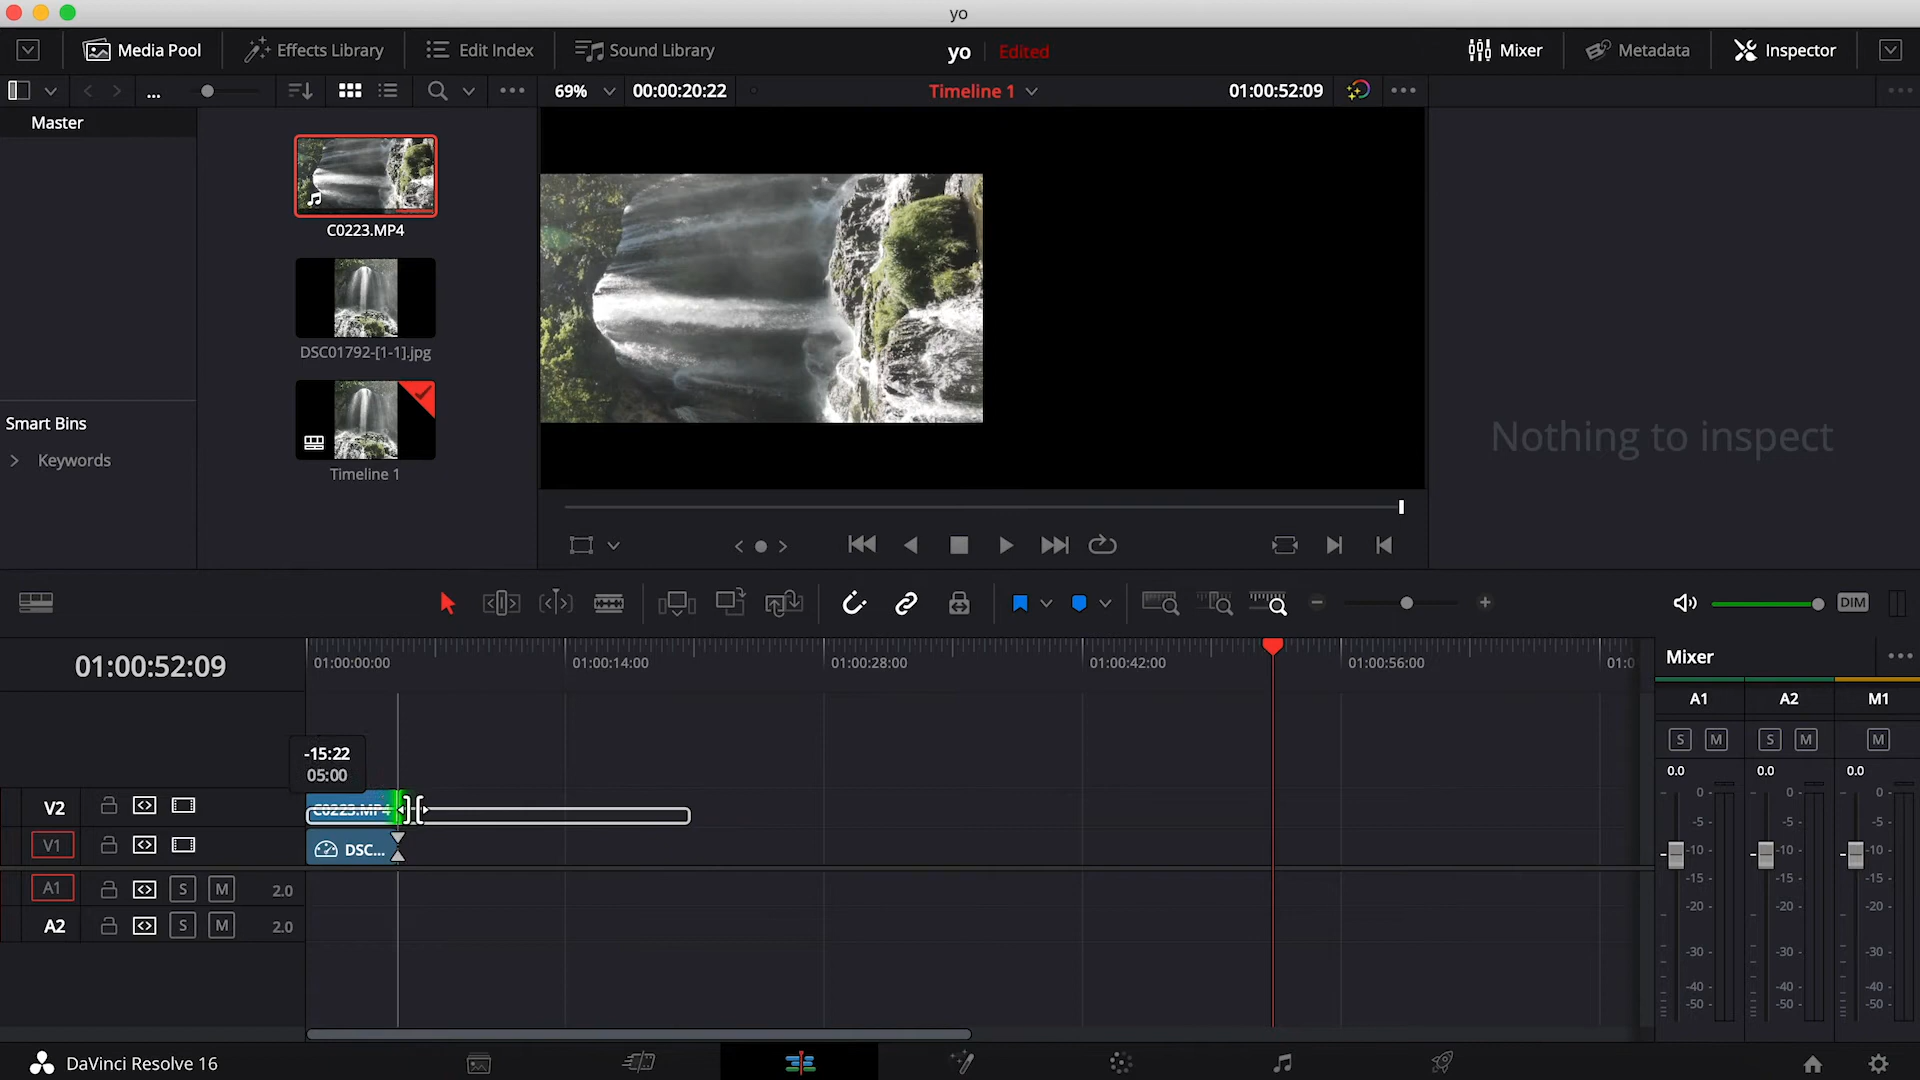 yo
Media Pool
Effects Library
Edit Index
Sound Library
yo
Edited
Mixer
Metadata
Inspector
...
69%
00:00:20:22
Timeline 1
01:00:52:09
Master
C0223.MP4
DSC01792-[1-1].jpg
Timeline 1
Smart Bins
Keywords
Nothing to inspect
DIM
01:00:52:09
01:00:00:00
01:00:14:00
01:00:28:00
01:00:42:00
01:00:56:00
01:0
Mixer
A1
A2
M1
S M
S M
M
0.0
0.0
0.0
-15:22
05:00
V2
C0223.MP4
V1
DSC...
A1
S
M
2.0
A2
S
M
2.0
0
0
0
-5
-5
-5
-10
-10
-10
-15
-15
-15
-20
-20
-20
-30
-30
-30
-40
-40
-40
-50
-50
-50
DaVinci Resolve 16